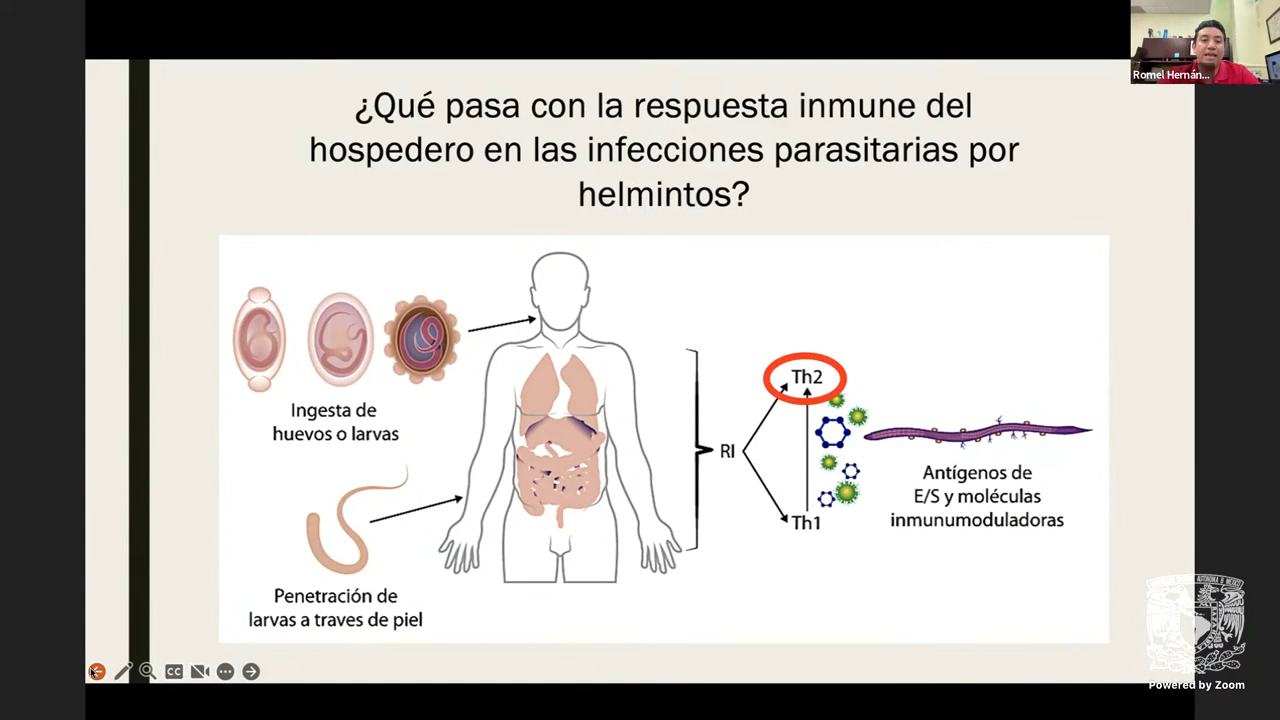 Romel Hernán...
¿Qué pasa con la respuesta inmune del
hospedero en las infecciones parasitarias por
helmintos?
Ingesta de
huevos o larvas
Penetración de
larvas a traves de piel
RI
Th2
Th1
Antígenos de
E/S y moléculas
inmunumoduladoras
CC
Powered by Zoom